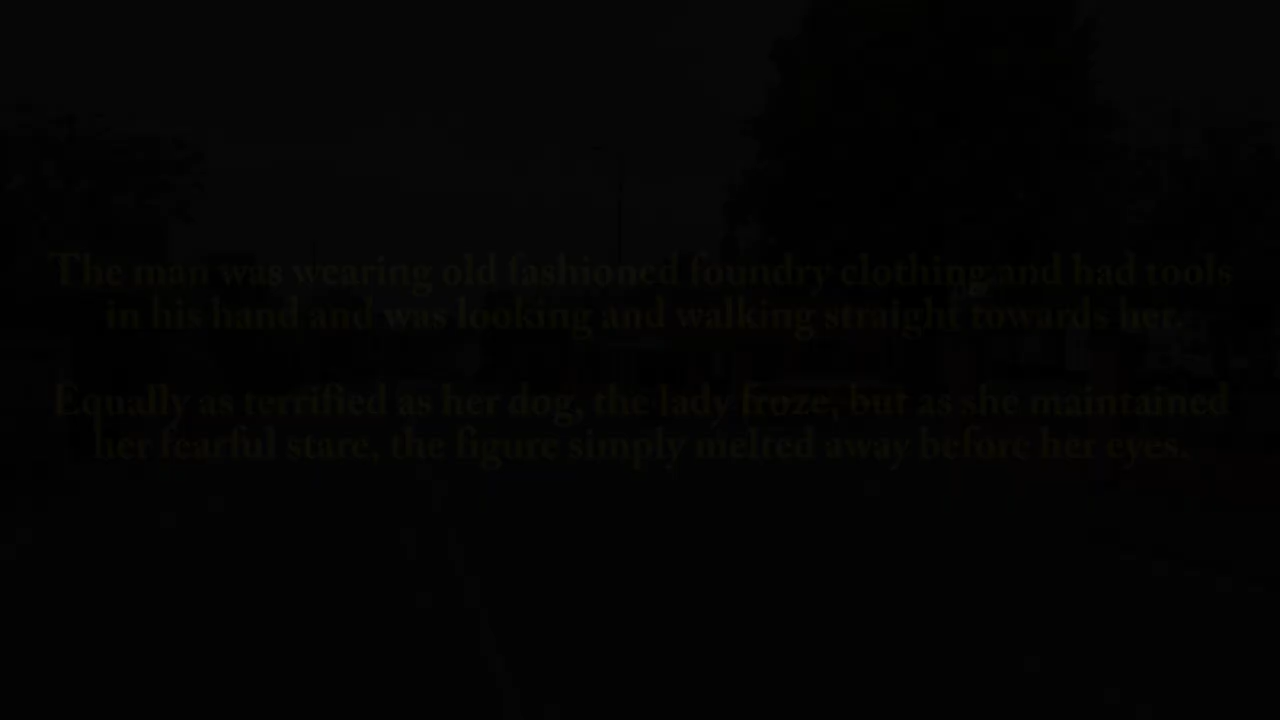 The man was wearing old fashioned foundry clothing and had tools
in his hand and was looking and walking straight towards her.
Equally as terrified as her dog, the lady froze, but as she maintained
her fearful stare, the figure simply melted away before her eyes.